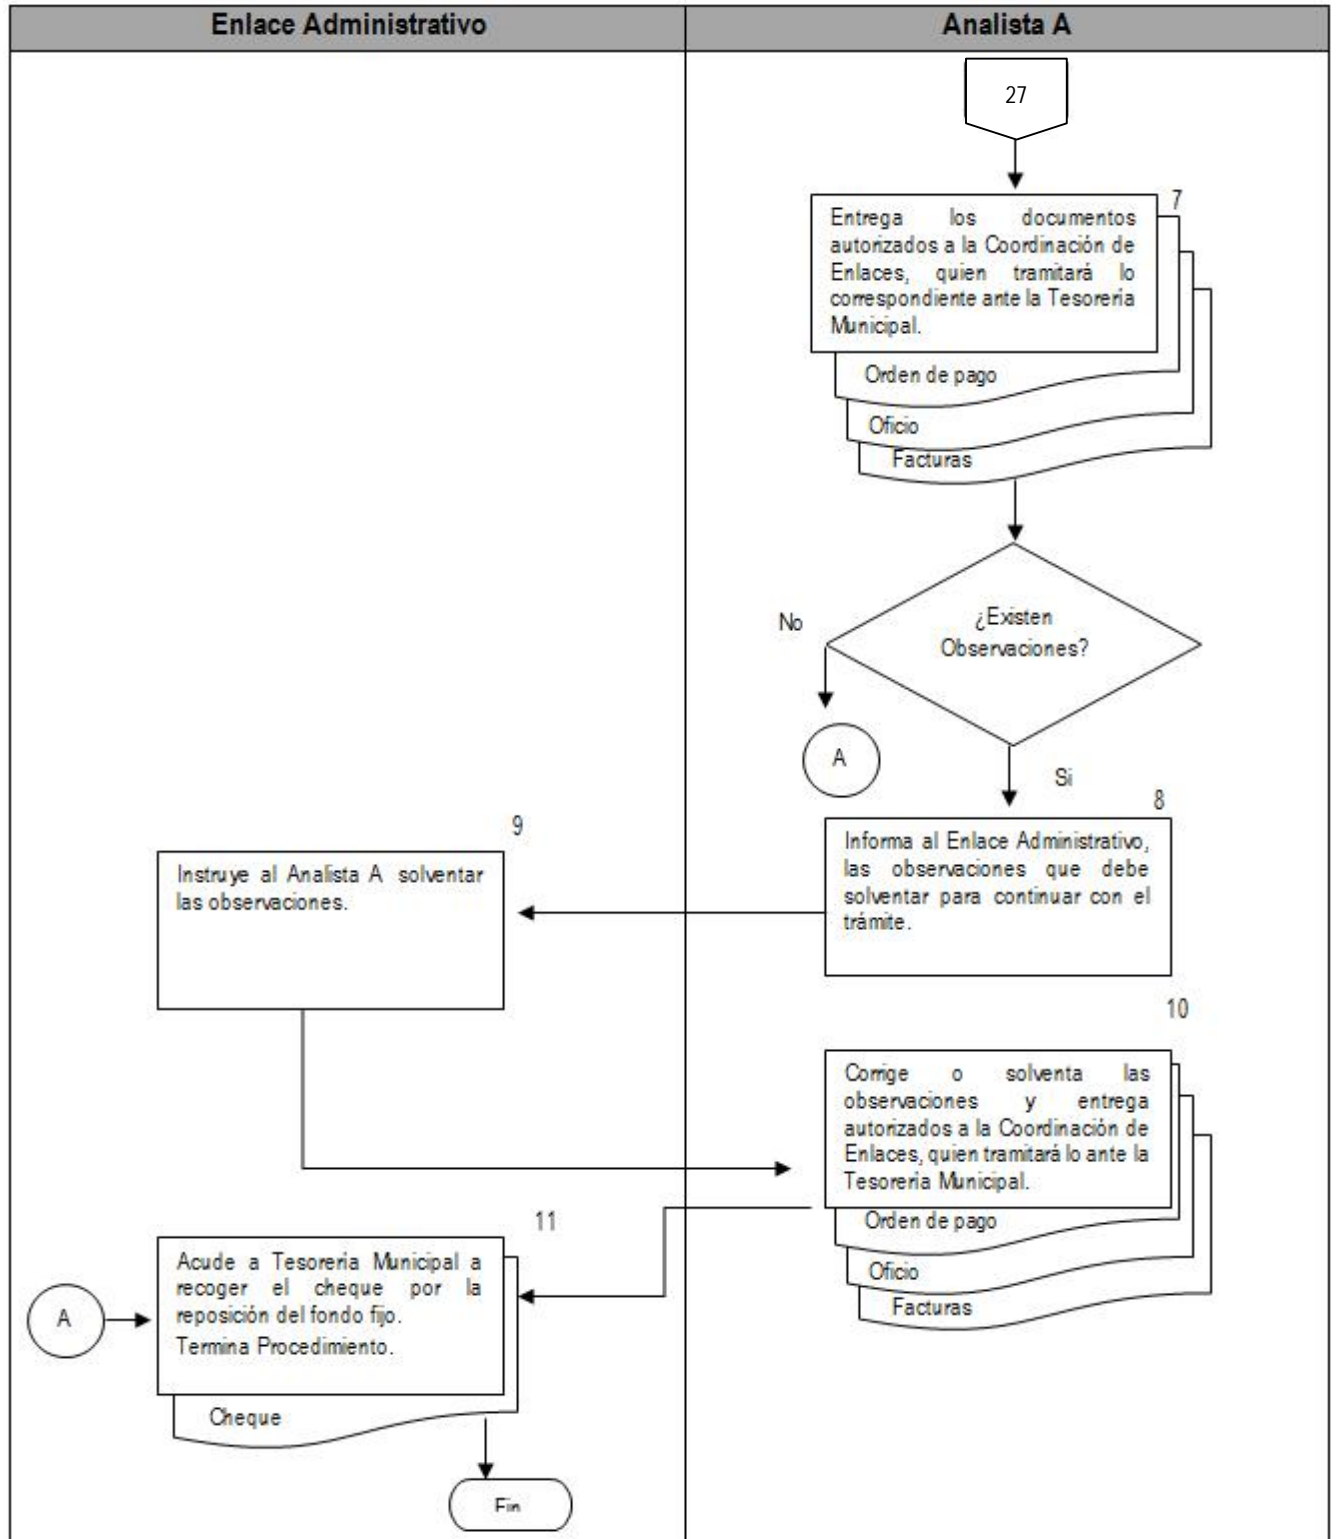 Enlace Administrativo
Analista A
27
7
Entrega los documentos
autorizados a la Coordinación de
Enlaces, quien tramitará lo
correspondiente ante la Tesorería
Municipal.
Orden de pago
Oficio
Facturas
¿Existen
Observaciones?
No
A
Si
8
Informa al Enlace Administrativo,
las observaciones que debe
solventar para continuar con el
trámite.
9
Instruye al Analista A solventar
las observaciones.
10
Corrige o solventa las
observaciones y entrega
autorizados a la Coordinación de
Enlaces, quien tramitará lo ante la
Tesorería Municipal.
Orden de pago
Oficio
Facturas
11
A
Acude a Tesorería Municipal a
recoger el cheque por la
reposición del fondo fijo.
Termina Procedimiento.
Cheque
Fin